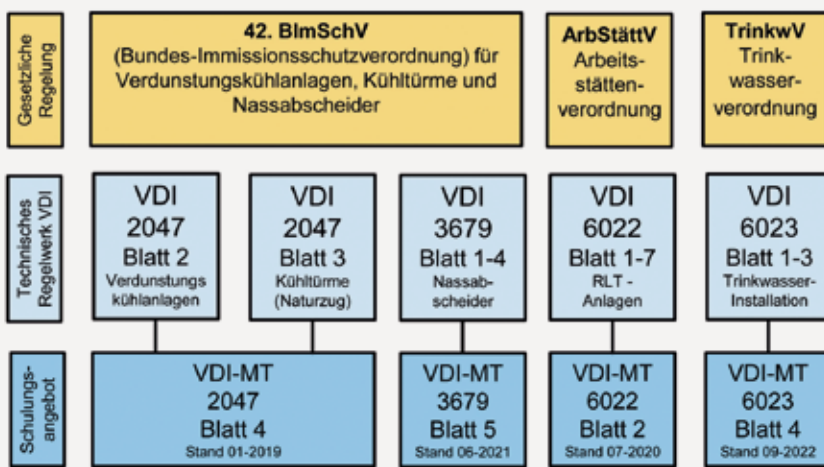 Gesetzliche
Regelung
42. BImSchV
(Bundes-Immissionsschutzverordnung) für
Verdunstungskühlanlagen, Kühltürme und
Nassabscheider
ArbStättV
Arbeits-
stätten-
verordnung
TrinkwV
Trink-
wasser-
verordnung
Technisches
Regelwerk VDI
VDI
2047
Blatt 2
Verdunstungs
kühlanlagen
VDI
2047
Blatt 3
Kühltürme
(Naturzug)
VDI
3679
Blatt 1-4
Nassab-
scheider
VDI
6022
Blatt 1-7
RLT -
Anlagen
VDI
6023
Blatt 1-3
Trinkwasser-
Installation
Schulungs-
angebot
VDI-MT
2047
Blatt 4
Stand 01-2019
VDI-MT
3679
Blatt 5
Stand 06-2021
VDI-MT
6022
Blatt 2
Stand 07-2020
VDI-MT
6023
Blatt 4
Stand 09-2022